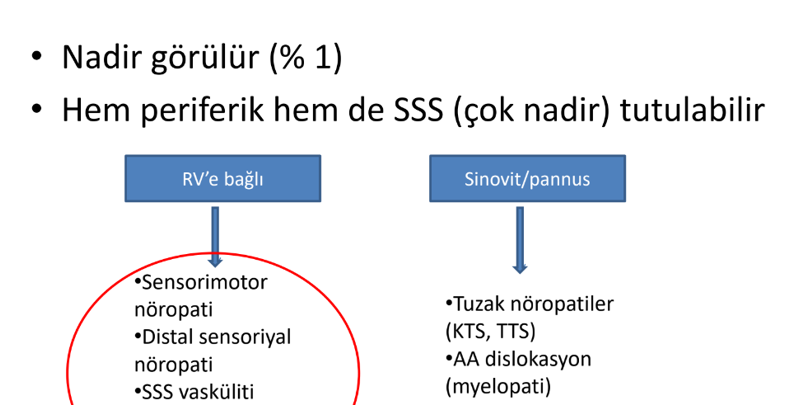 • Nadir görülür (% 1)
• Hem periferik hem de SSS (çok nadir) tutulabilir
RV'e bağlı
•Sensorimotor
nöropati
•Distal sensoriyal
nöropati
•SSS vasküliti
Sinovit/pannus
•Tuzak nöropatiler
(KTS, TTS)
•AA dislokasyon
(myelopati)